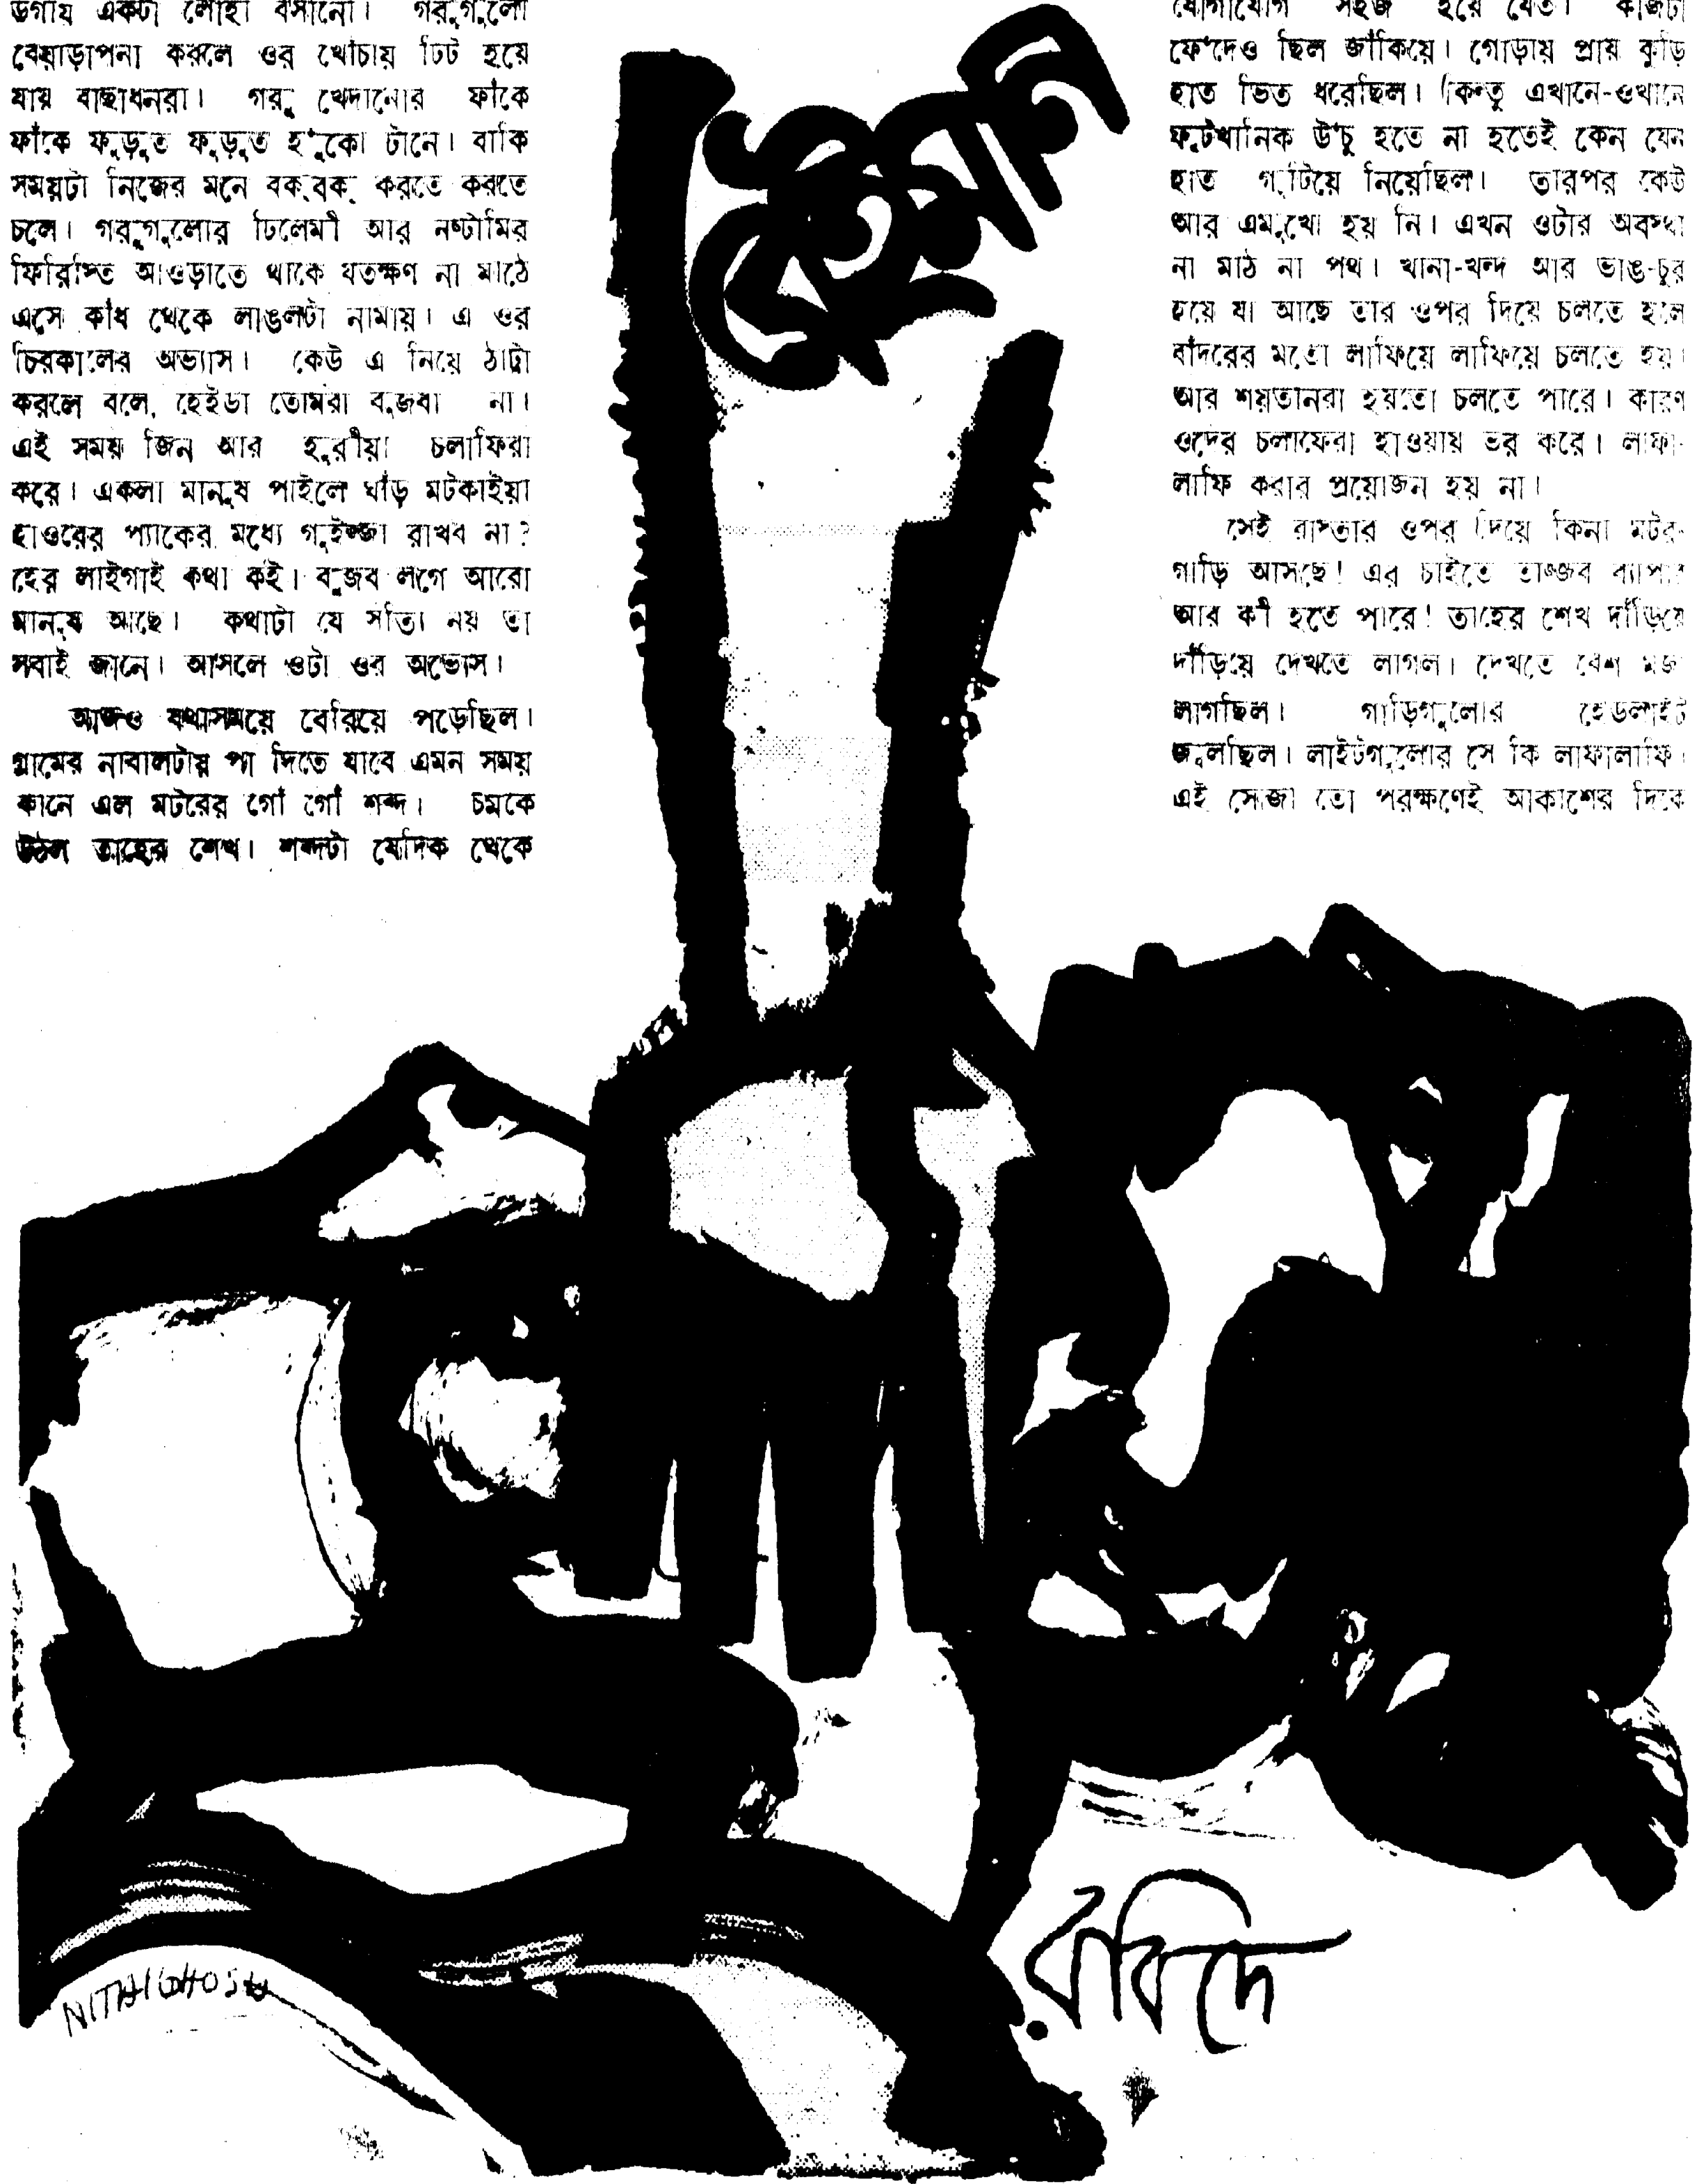 ডগায় একটা লোহা বসানো। গরুগুলো
বেয়াড়াপনা করলে ওর খোঁচায় ঢিট হয়ে
যায় বাছাধনরা। গরু খেদানোর ফাঁকে
ফাঁকে ফুড়ুত ফুড়ুত হুঁকো টানে। বাকি
সময়টা নিজের মনে বক্‌বক্‌ করতে করতে
চলে। গরুগুলোর ঢিলেমী আর নষ্টামির
ফিরিস্তি আওড়াতে থাকে যতক্ষণ না মাঠে
এসে কাঁধ থেকে লাঙলটা নামায়। এ ওর
চিরকালের অভ্যাস। কেউ এ নিয়ে ঠাট্টা
করলে বলে, হেইডা তোমরা বুজবা না।
এই সময় জিন আর হুরীরা চলাফিরা
করে। একলা মানুষ পাইলে ঘাঁড় মটকাইয়া
হাওরের প্যাকের মধ্যে গুইঞ্জা রাখব না?
হের লাইগাই কথা কই। বুজব লগে আরো
মানুষ আছে। কথাটা যে সত্যি নয় তা
সবাই জানে। আসলে ওটা ওর অভ্যেস।
আজও যথাসময়ে বেরিয়ে পড়েছিল।
গ্রামের নাবালটায় পা দিতে যাবে এমন সময়
কানে এল মটরের গোঁ গোঁ শব্দ। চমকে
উঠল তাহের শেখ। শব্দটা যেদিক থেকে
যোগাযোগ সহজ হয়ে যেত। কাজটা
ফেঁদেও ছিল জাঁকিয়ে। গোড়ায় প্রায় কুড়ি
হাত ভিত ধরেছিল। কিন্তু এখানে-ওখানে
ফুটখানিক উঁচু হতে না হতেই কেন যেন
হাত গুটিয়ে নিয়েছিল। তারপর কেউ
আর এমুখো হয় নি। এখন ওটার অবস্থা
না মাঠ না পথ। খানা-খন্দ আর ভাঙ-চুর
হয়ে যা আছে তার ওপর দিয়ে চলতে হলে
বাঁদরের মতো লাফিয়ে লাফিয়ে চলতে হয়।
আর শয়তানরা হয়তো চলতে পারে। কারণ
ওদের চলাফেরা হাওয়ায় ভর করে। লাফা-
লাফি করার প্রয়োজন হয় না।
সেই রাস্তার ওপর দিয়ে কিনা মটর-
গাড়ি আসছে! এর চাইতে তাজ্জব ব্যাপার
আর কী হতে পারে! তাহের শেখ দাঁড়িয়ে
দাঁড়িয়ে দেখতে লাগল। দেখতে বেশ মজা
লাগছিল। গাড়িগুলোর হেডলাইট
জ্বলছিল। লাইটগুলোর সে কি লাফালাফি।
এই সোজা তো পরক্ষণেই আকাশের দিকে
রবি দে
NITAI GHOSH